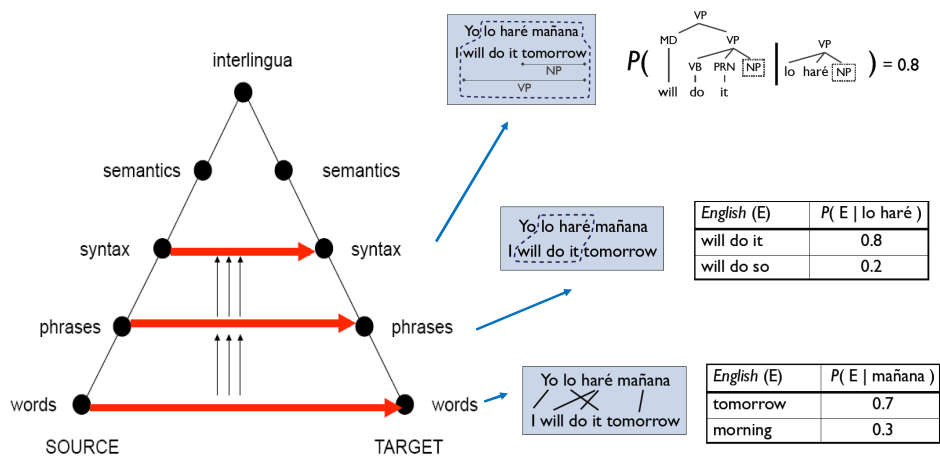 interlingua
semantics
semantics
syntax
syntax
phrases
phrases
words
words
SOURCE
TARGET
Yo lo haré mañana
I will do it tomorrow
NP
VP
VP
MD
VP
P(
VB
PRN
NP
will
do
it
VP
lo
haré
NP
) = 0.8
Yo lo haré mañana
I will do it tomorrow
English (E) P( E | lo haré )
will do it 0.8
will do so 0.2
Yo lo haré mañana
I will do it tomorrow
English (E) P( E | mañana )
tomorrow 0.7
morning 0.3